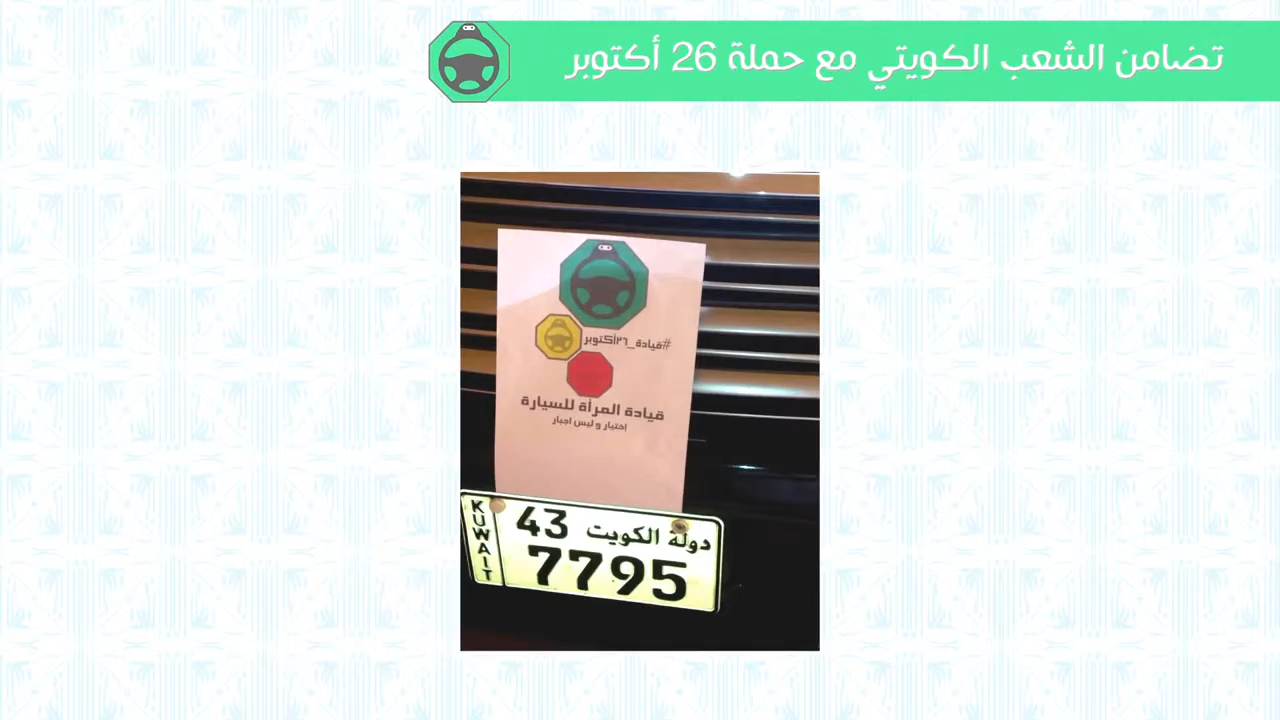 تضامن الشعب الكويتي مع حملة 26 أكتوبر
#قيادة_٢٦أكتوبر
قيادة المرأة للسيارة
إختيار و ليس اجبار
KUWAIT
43 دولة الكويت
7795